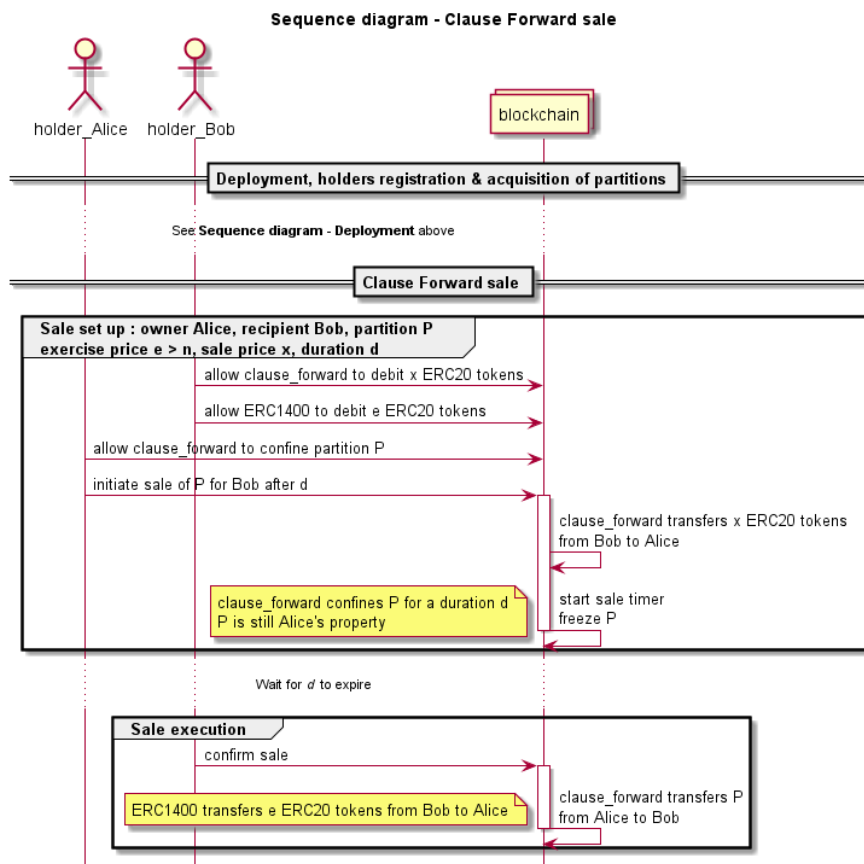 Sequence diagram - Clause Forward sale
holder_Alice
holder_Bob
blockchain
Deployment, holders registration & acquisition of partitions
See Sequence diagram - Deployment above
Clause Forward sale
Sale set up : owner Alice, recipient Bob, partition P
exercise price e > n, sale price x, duration d
allow clause_forward to debit x ERC20 tokens
allow ERC1400 to debit e ERC20 tokens
allow clause_forward to confine partition P
initiate sale of P for Bob after d
clause_forward transfers x ERC20 tokens
from Bob to Alice
clause_forward confines P for a duration d
P is still Alice's property
start sale timer
freeze P
Wait for d to expire
Sale execution
confirm sale
ERC1400 transfers e ERC20 tokens from Bob to Alice
clause_forward transfers P
from Alice to Bob